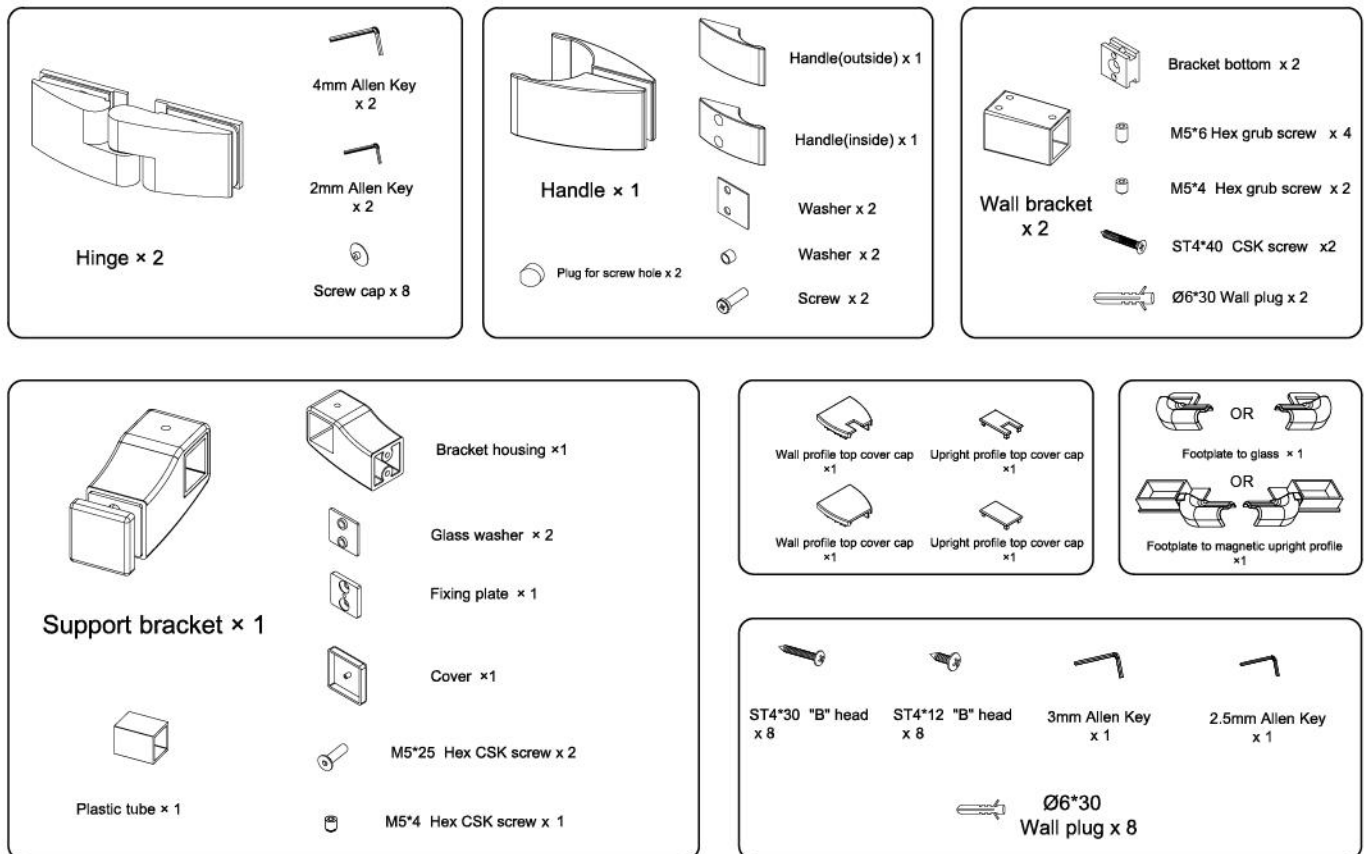 4mm Allen Key
x 2
2mm Allen Key
x 2
Screw cap x 8
Hinge × 2
Handle(outside) x 1
Handle(inside) x 1
Washer x 2
Washer x 2
Screw x 2
Handle × 1
Plug for screw hole x 2
Bracket bottom x 2
M5*6 Hex grub screw x 4
M5*4 Hex grub screw x 2
ST4*40 CSK screw x2
Ø6*30 Wall plug x 2
Wall bracket
x 2
Bracket housing ×1
Glass washer × 2
Fixing plate × 1
Cover ×1
M5*25 Hex CSK screw x 2
M5*4 Hex CSK screw x 1
Support bracket × 1
Plastic tube × 1
Wall profile top cover cap
×1
Upright profile top cover cap
×1
Wall profile top cover cap
×1
Upright profile top cover cap
×1
OR
Footplate to glass × 1
OR
Footplate to magnetic upright profile
×1
ST4*30 "B" head
x 8
ST4*12 "B" head
x 8
3mm Allen Key
x 1
2.5mm Allen Key
x 1
Ø6*30
Wall plug x 8